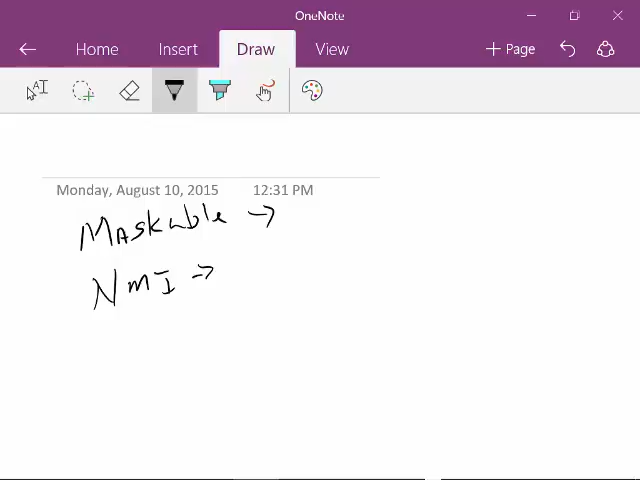 OneNote
Home Insert Draw View + Page
Monday, August 10, 2015 12:31 PM
Maskable →
NMI →